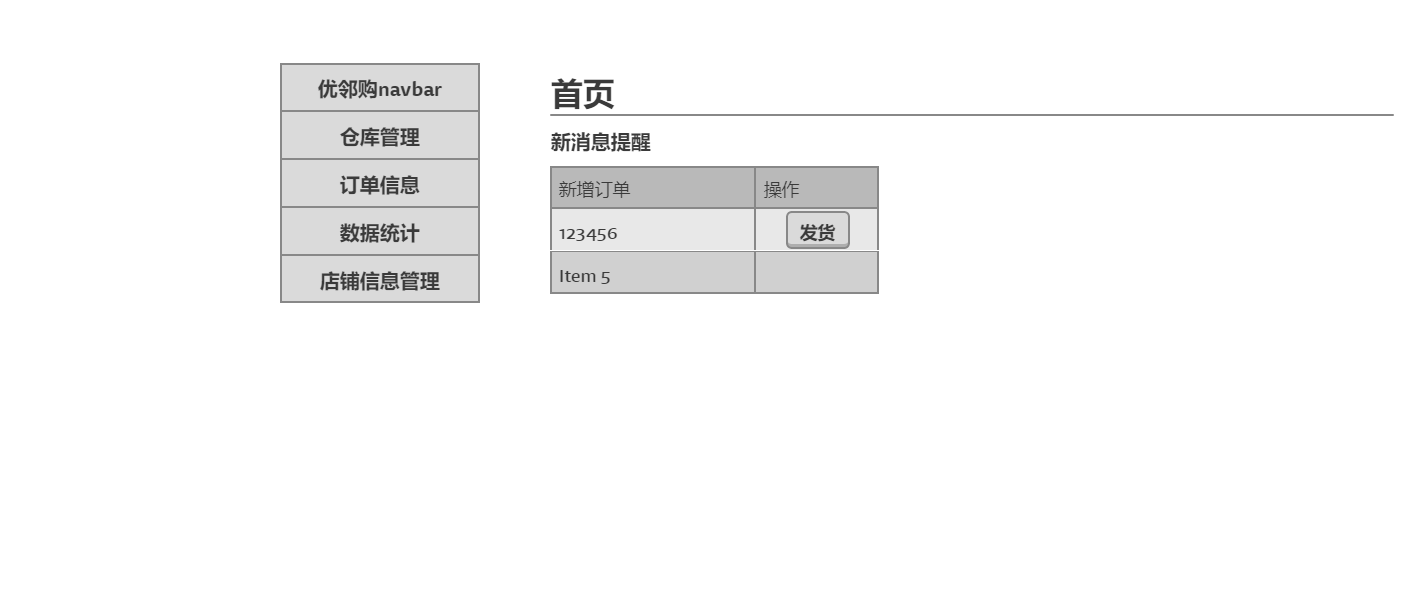 优邻购navbar
仓库管理
订单信息
数据统计
店铺信息管理
首页
新消息提醒
新增订单 操作
123456 发货
Item 5